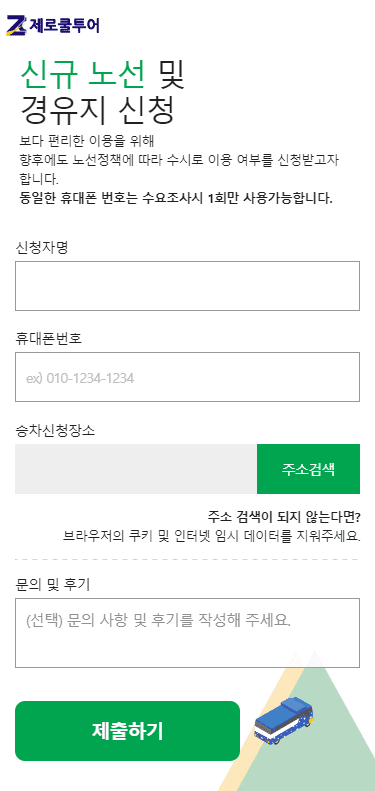 제로쿨투어
신규 노선 및
경유지 신청
보다 편리한 이용을 위해
향후에도 노선정책에 따라 수시로 이용 여부를 신청받고자
합니다.
동일한 휴대폰 번호는 수요조사시 1회만 사용가능합니다.
신청자명
휴대폰번호
ex) 010-1234-1234
승차신청장소
주소검색
주소 검색이 되지 않는다면?
브라우저의 쿠키 및 인터넷 임시 데이터를 지워주세요.
문의 및 후기
(선택) 문의 사항 및 후기를 작성해 주세요.
제출하기